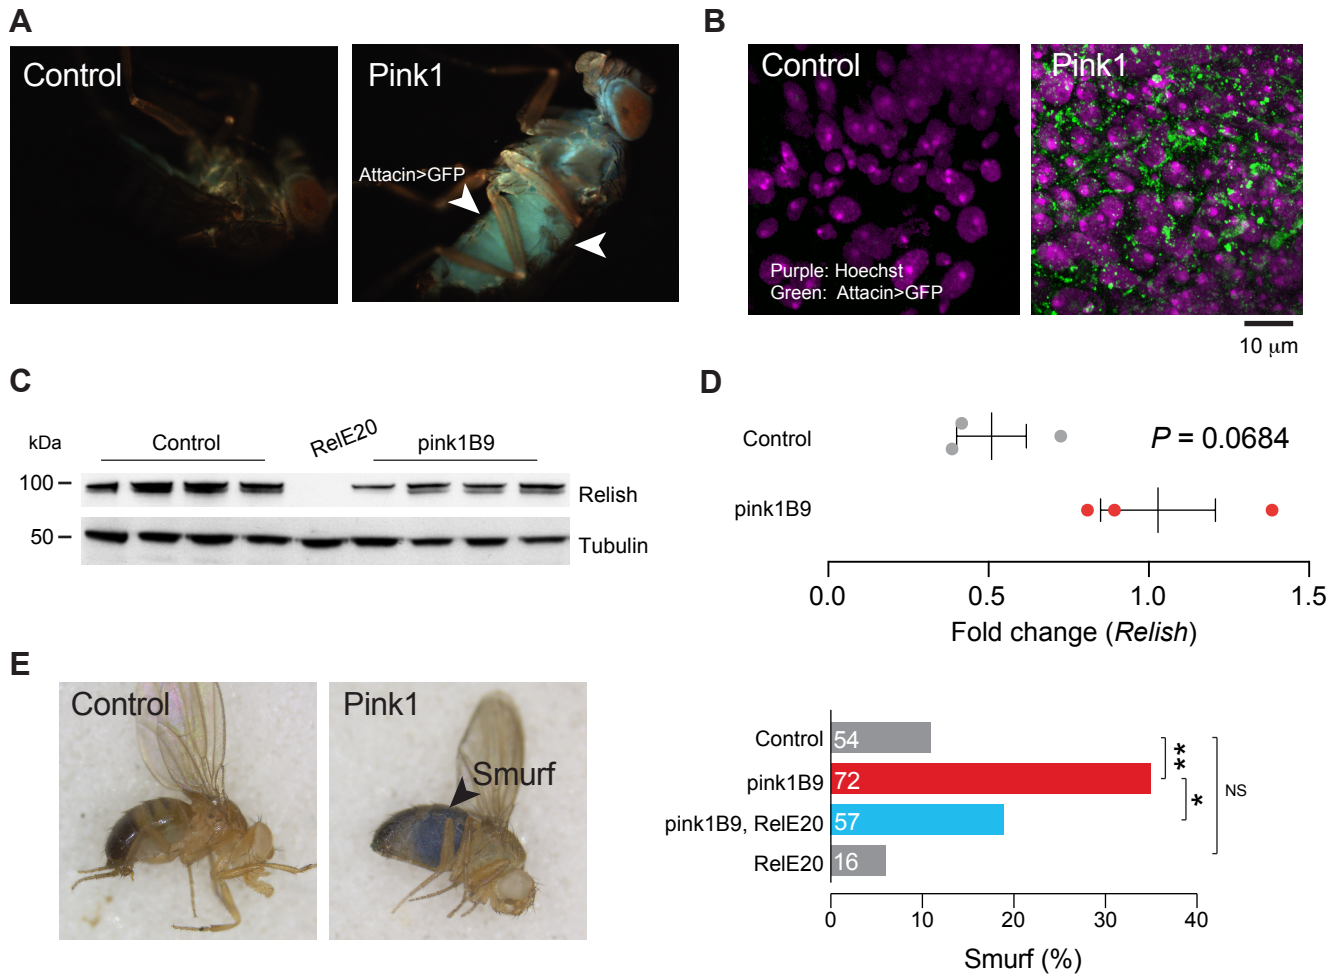 A
Control
Pink1
Attacin>GFP
B
Control
Pink1
Purple: Hoechst
Green: Attacin>GFP
10 μm
C
kDa
Control
RelE20
pink1B9
100
Relish
50
Tubulin
D
Control
P = 0.0684
pink1B9
0.0 0.5 1.0 1.5
Fold change (Relish)
E
Control
Pink1
Smurf
Control 54
pink1B9 72
pink1B9, RelE20 57
RelE20 16
**
*
NS
0 10 20 30 40
Smurf (%)